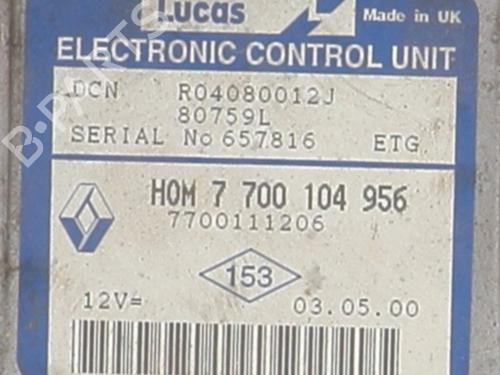 Lucas
Made in UK
ELECTRONIC CONTROL UNIT
DCN R04080012J
80759L
SERIAL No 657816 ETG
HOM 7 700 104 956
7700111206
153
12V= 03.05.00
B-PARTS